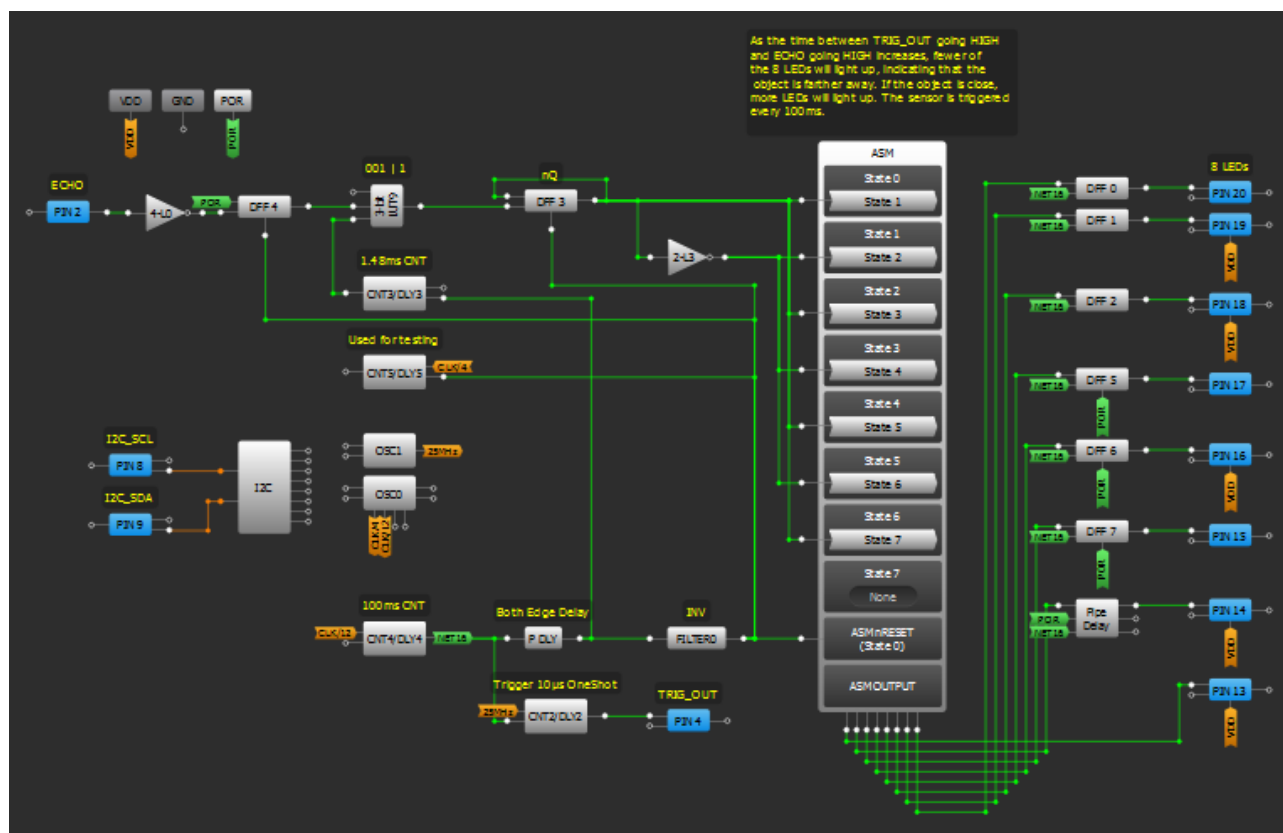 As the time between TRIG_OUT going HIGH
and ECHO going HIGH increases, fewer of
the 8 LEDs will light up, indicating that the
object is farther away. If the object is close,
more LEDs will light up. The sensor is triggered
every 100ms.
VDD
GND
POR
VDD
POR
ECHO
PIN 2
4-L0
POR
DFF 4
001 | 1
3-bit
LUT3
nQ
DFF 3
2-L3
1.48ms CNT
CNT3/DLY3
Used for testing
CNT5/DLY5
CLK/4
I2C_SCL
PIN 8
I2C_SDA
PIN 9
I2C
OSC1
25MHz
OSC0
CLK/4
CLK/12
100ms CNT
CLK/12
CNT4/DLY4
NET16
Both Edge Delay
P DLY
INV
FILTER0
Trigger 10µs OneShot
25MHz
CNT2/DLY2
TRIG_OUT
PIN 4
ASM
State 0
State 1
State 1
State 2
State 2
State 3
State 3
State 4
State 4
State 5
State 5
State 6
State 6
State 7
State 7
None
ASMnRESET
(State 0)
ASMOUTPUT
8 LEDs
NET16
DFF 0
PIN 20
NET16
DFF 1
PIN 19
VDD
NET16
DFF 2
PIN 18
VDD
NET16
DFF 5
PIN 17
POR
NET16
DFF 6
PIN 16
POR
VDD
NET16
DFF 7
PIN 15
POR
POR
NET16
Pipe
Delay
PIN 14
VDD
PIN 13
VDD